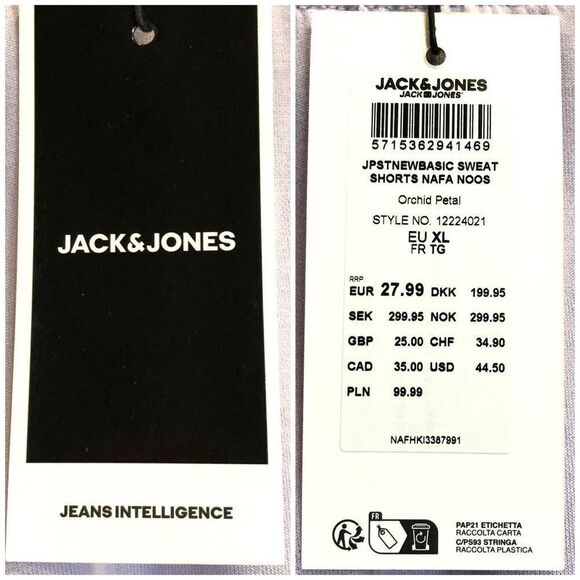 JACK&JONES
JEANS INTELLIGENCE
JACK&JONES
JACK&JONES
5715362941469
JPSTNEWBASIC SWEAT
SHORTS NAFA NOOS
Orchid Petal
STYLE NO. 12224021
EU XL
FR TG
RRP
EUR 27.99 DKK 199.95
SEK 299.95 NOK 299.95
GBP 25.00 CHF 34.90
CAD 35.00 USD 44.50
PLN 99.99
NAFHKI3387991
FR
PAP21 ETICHETTA
RACCOLTA CARTA
C/PS93 STRINGA
RACCOLTA PLASTICA